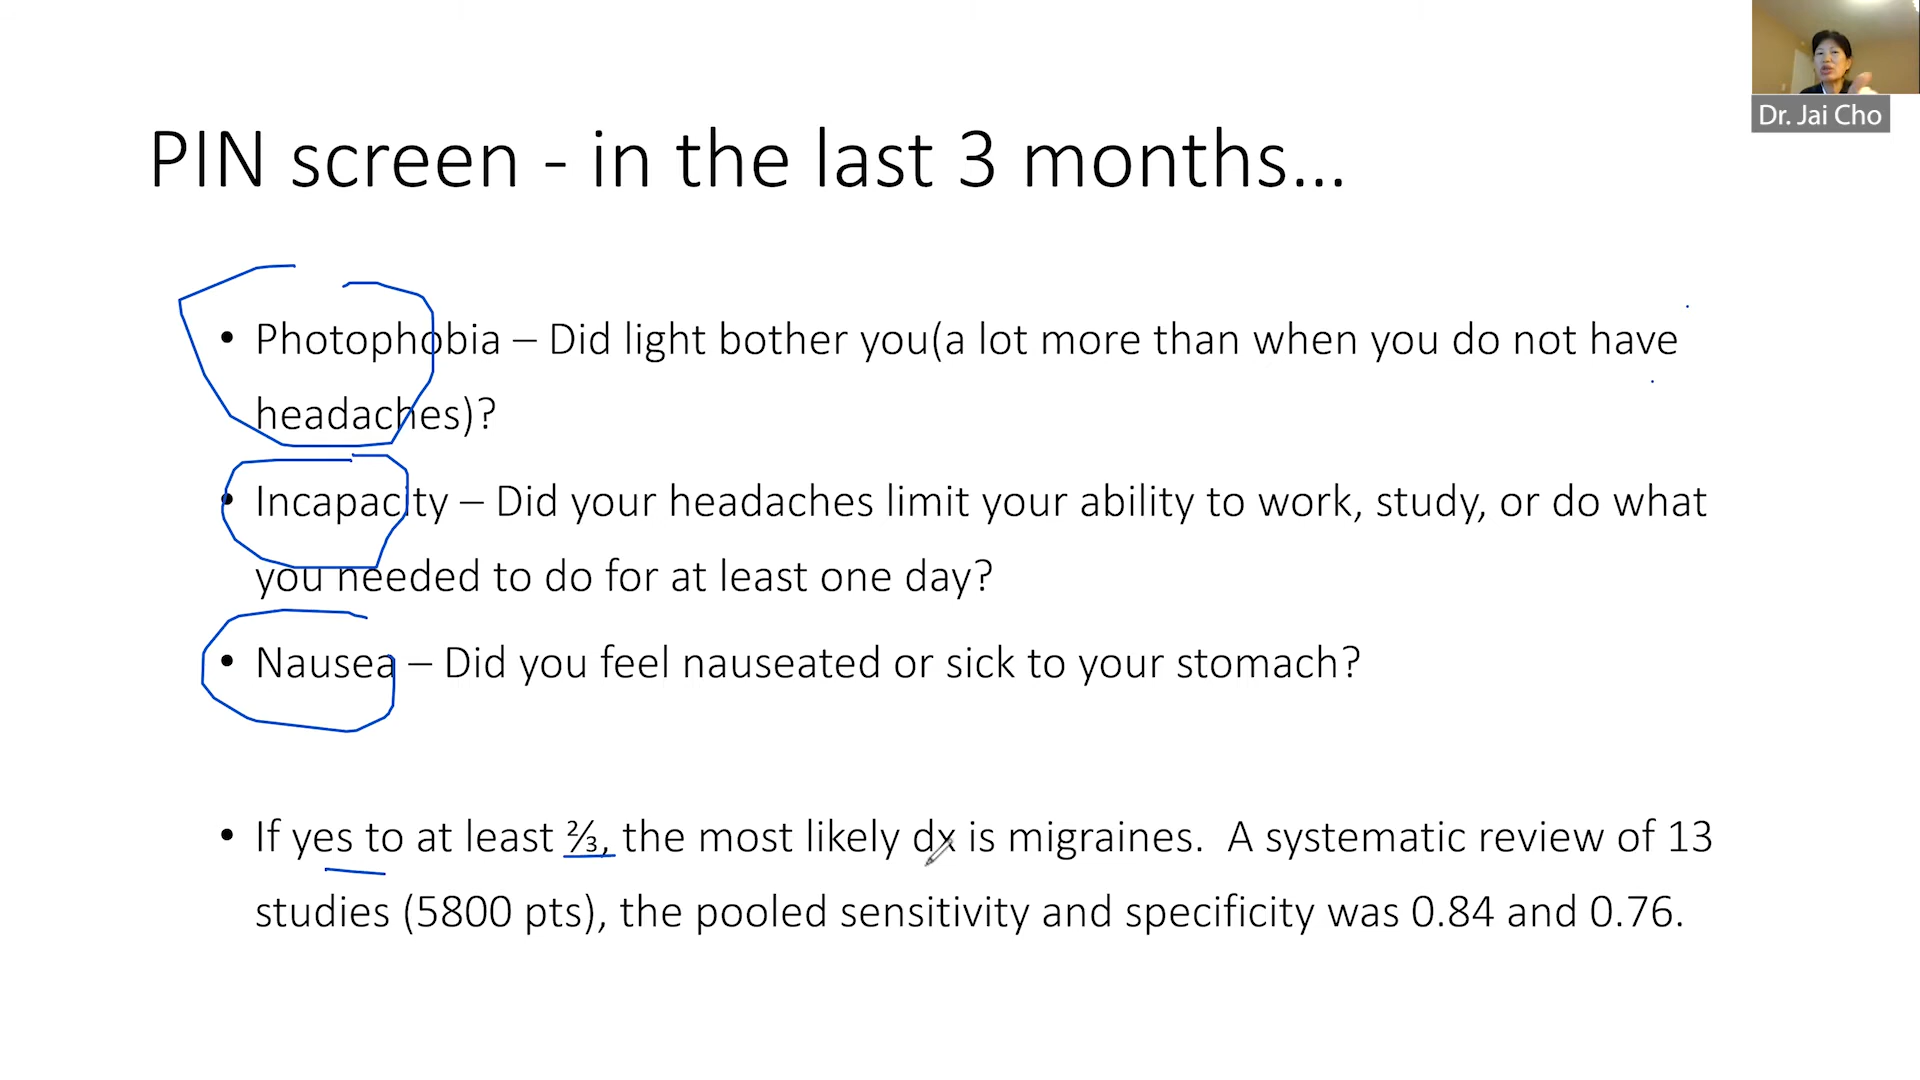 Dr. Jai Cho
PIN screen - in the last 3 months...
• Photophobia – Did light bother you(a lot more than when you do not have
headaches)?
• Incapacity – Did your headaches limit your ability to work, study, or do what
you needed to do for at least one day?
• Nausea – Did you feel nauseated or sick to your stomach?
• If yes to at least ⅔, the most likely dx is migraines.  A systematic review of 13
studies (5800 pts), the pooled sensitivity and specificity was 0.84 and 0.76.